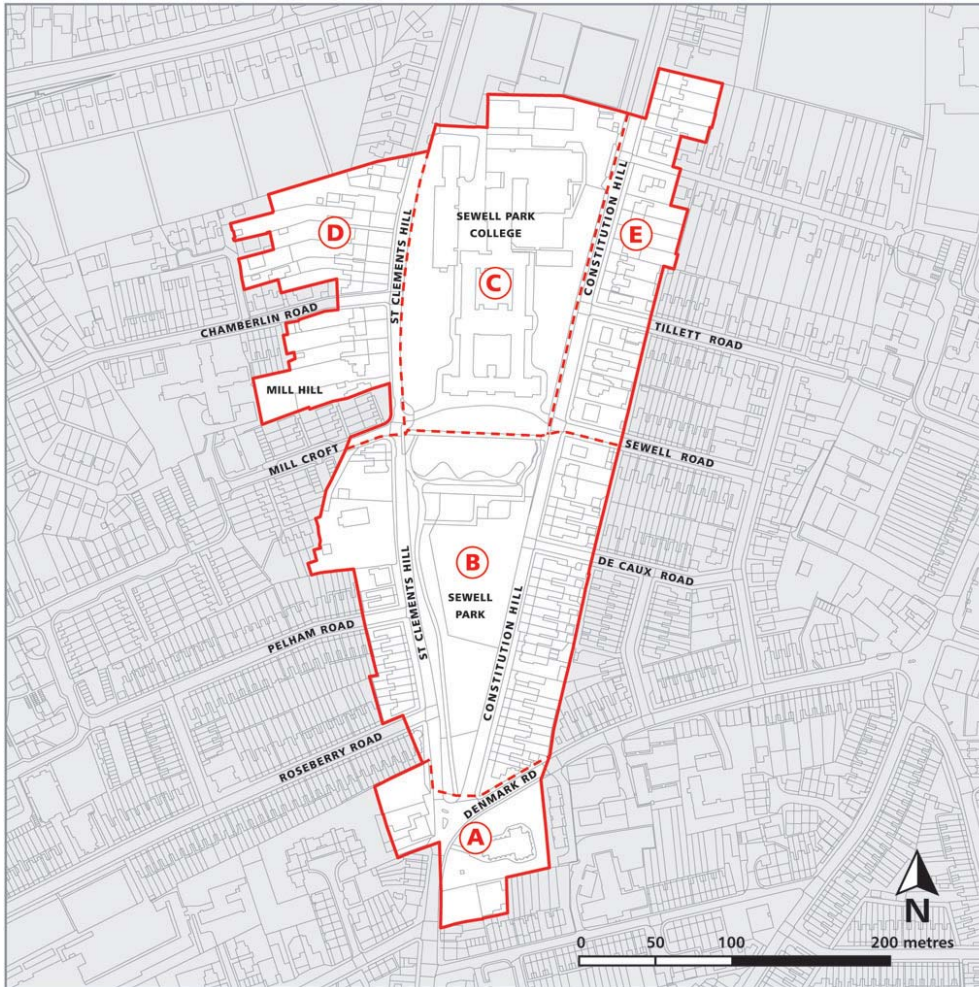 SEWELL PARK
COLLEGE
D
E
ST CLEMENTS HILL
CONSTITUTION HILL
C
CHAMBERLIN ROAD
TILLETT ROAD
MILL HILL
MILL CROFT
SEWELL ROAD
B
DE CAUX ROAD
SEWELL
PARK
ST CLEMENTS HILL
PELHAM ROAD
CONSTITUTION HILL
ROSEBERRY ROAD
DENMARK RD
A
N
0 50 100 200 metres